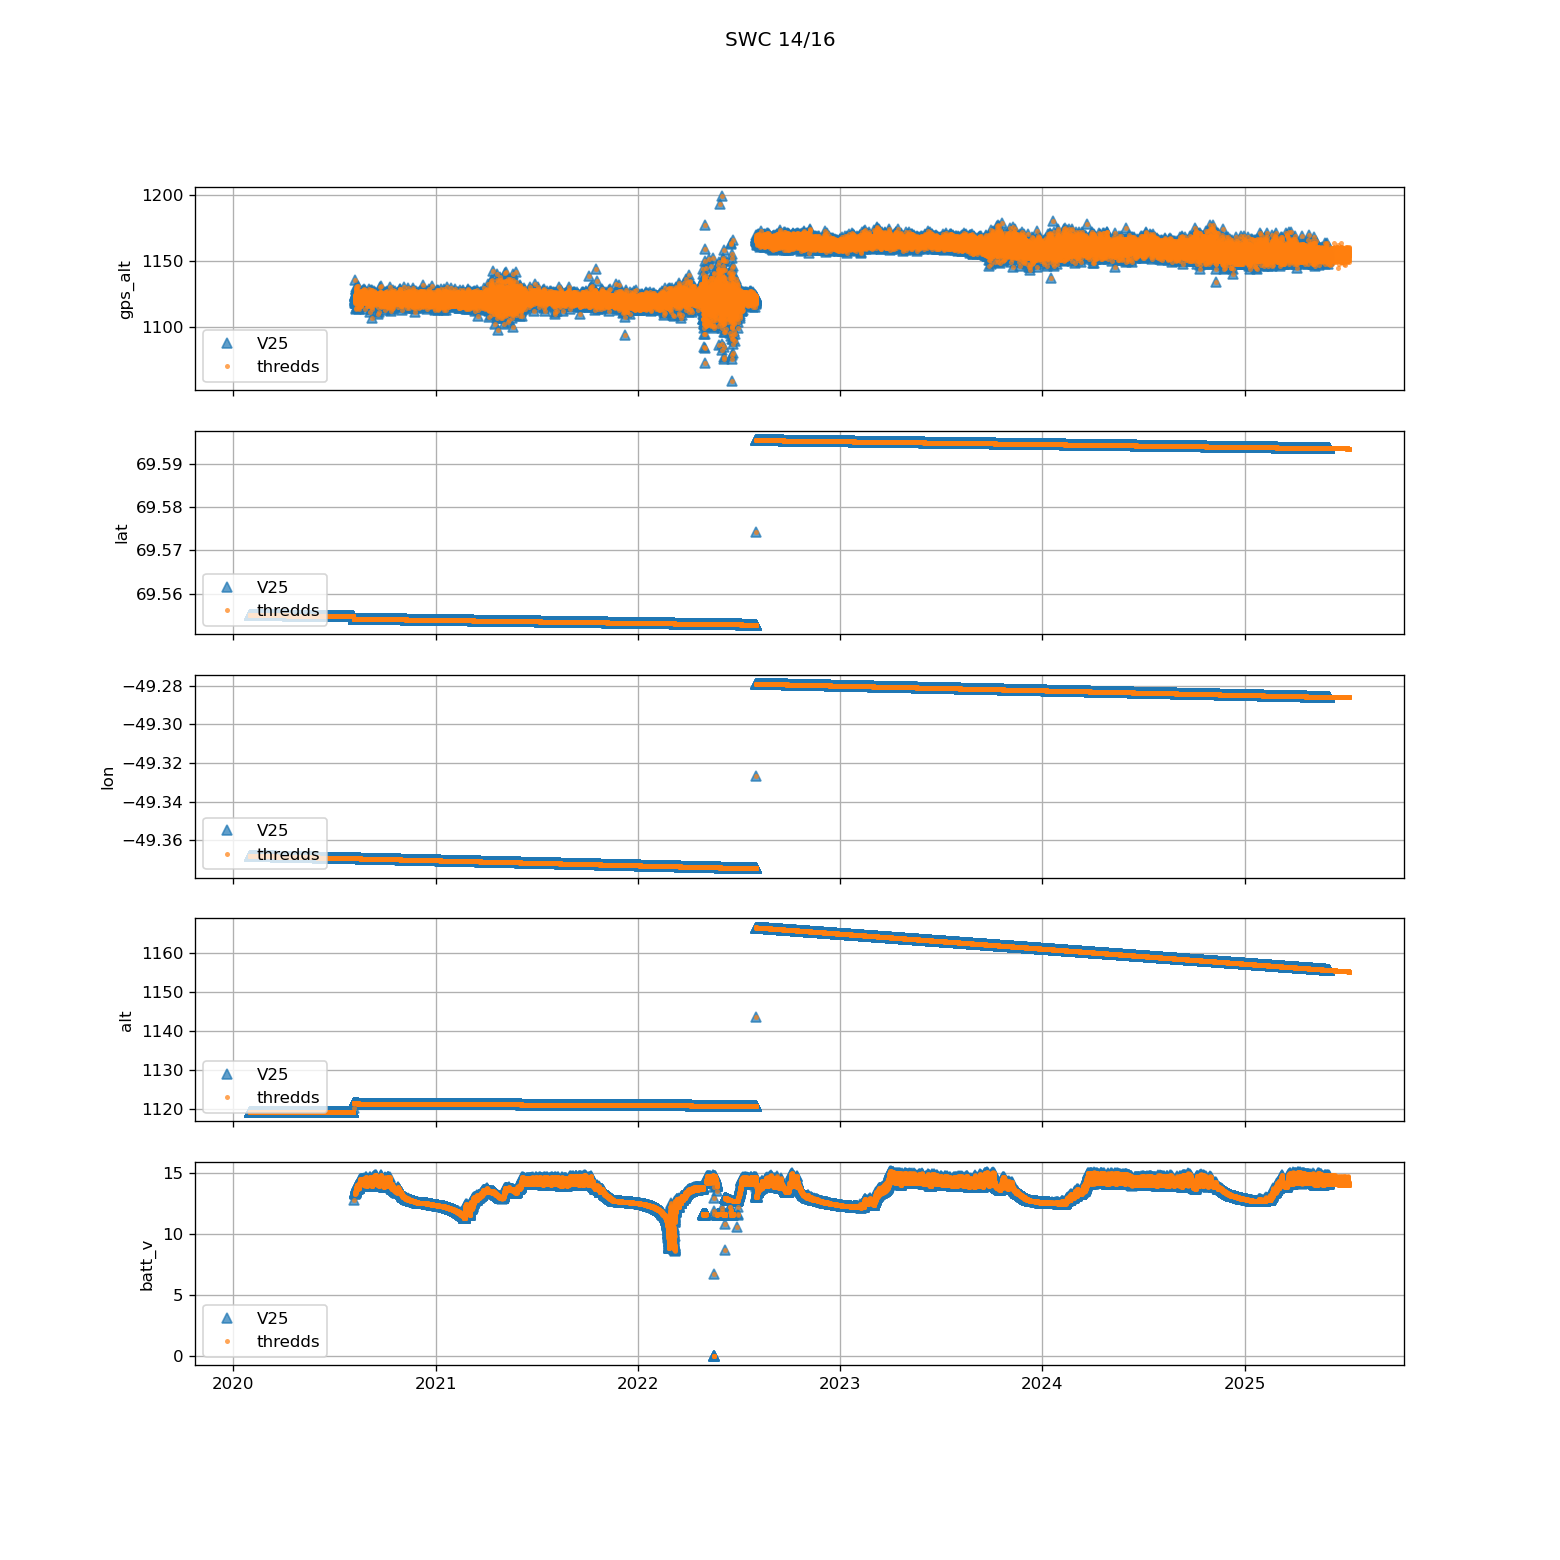 SWC 14/16
1200
1150
1100
gps_alt
V25
thredds
69.59
69.58
69.57
69.56
lat
V25
thredds
−49.28
−49.30
−49.32
−49.34
−49.36
lon
V25
thredds
1160
1150
1140
1130
1120
alt
V25
thredds
15
10
5
0
batt_v
V25
thredds
2020 2021 2022 2023 2024 2025